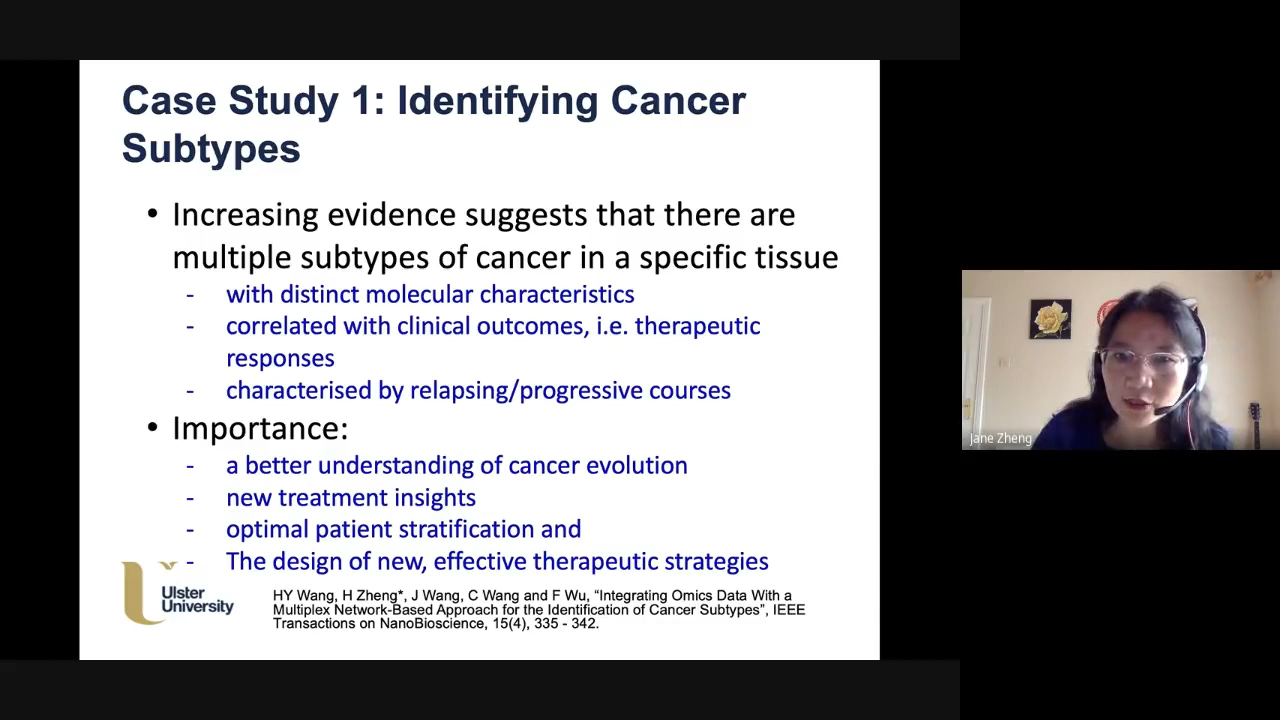 Case Study 1: Identifying Cancer
Subtypes
• Increasing evidence suggests that there are
multiple subtypes of cancer in a specific tissue
- with distinct molecular characteristics
- correlated with clinical outcomes, i.e. therapeutic
responses
- characterised by relapsing/progressive courses
• Importance:
- a better understanding of cancer evolution
- new treatment insights
- optimal patient stratification and
- The design of new, effective therapeutic strategies
Ulster
University
HY Wang, H Zheng*, J Wang, C Wang and F Wu, “Integrating Omics Data With a
Multiplex Network-Based Approach for the Identification of Cancer Subtypes”, IEEE
Transactions on NanoBioscience, 15(4), 335 - 342.
Jane Zheng